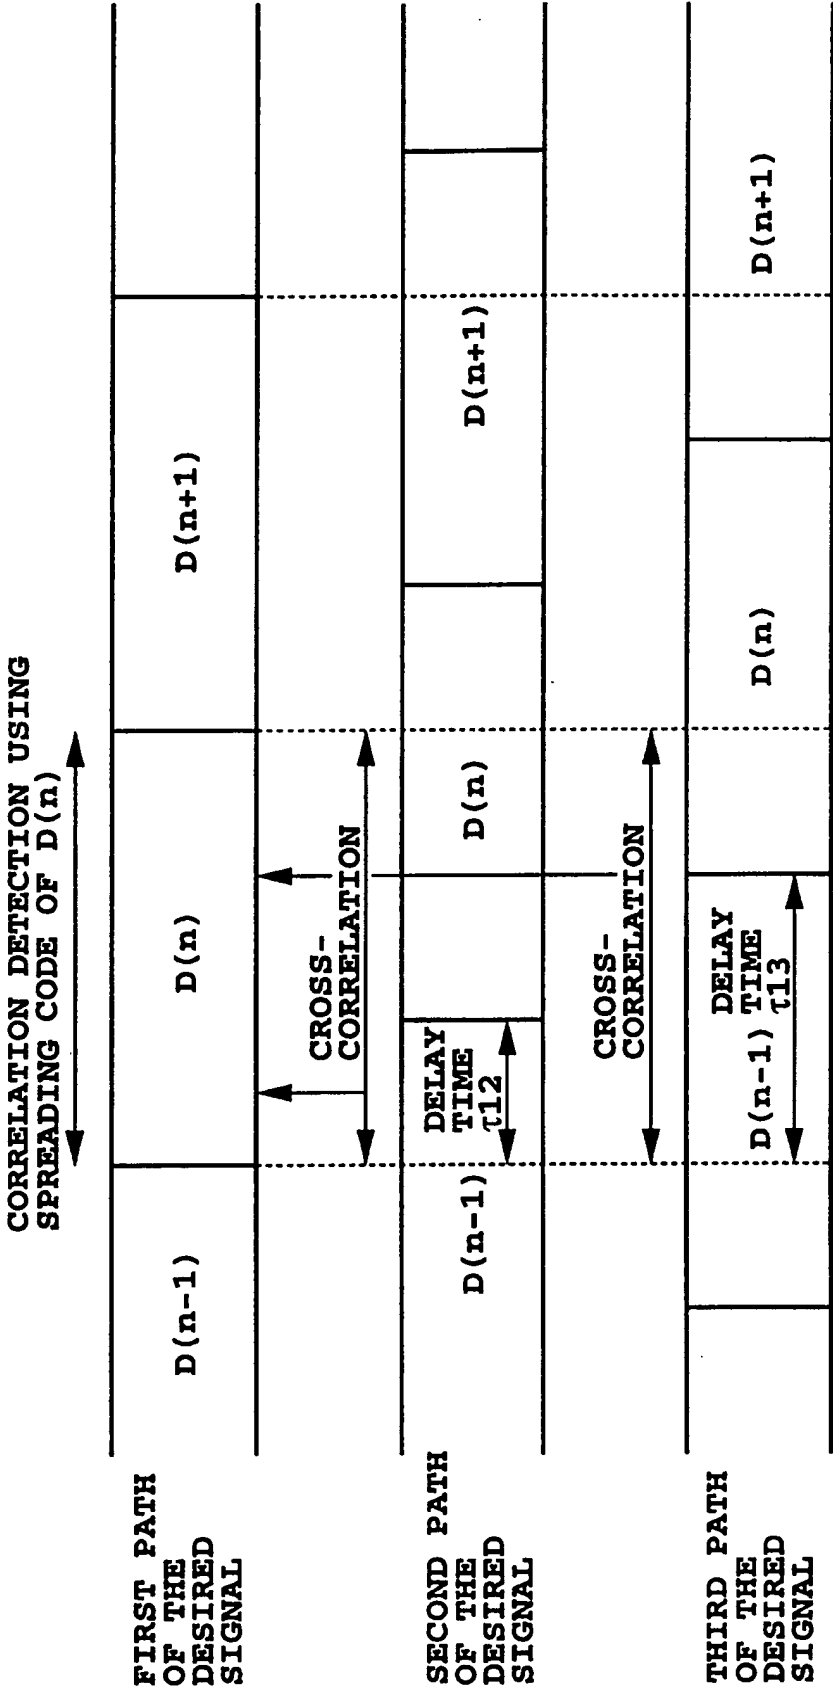 CORRELATION DETECTION USING
SPREADING CODE OF D(n)
FIRST PATH
OF THE
DESIRED
SIGNAL
D(n-1)
D(n)
D(n+1)
CROSS-
CORRELATION
SECOND PATH
OF THE
DESIRED
SIGNAL
D(n-1)
DELAY
TIME
τ12
D(n)
D(n+1)
CROSS-
CORRELATION
THIRD PATH
OF THE
DESIRED
SIGNAL
D(n-1)
DELAY
TIME
τ13
D(n)
D(n+1)